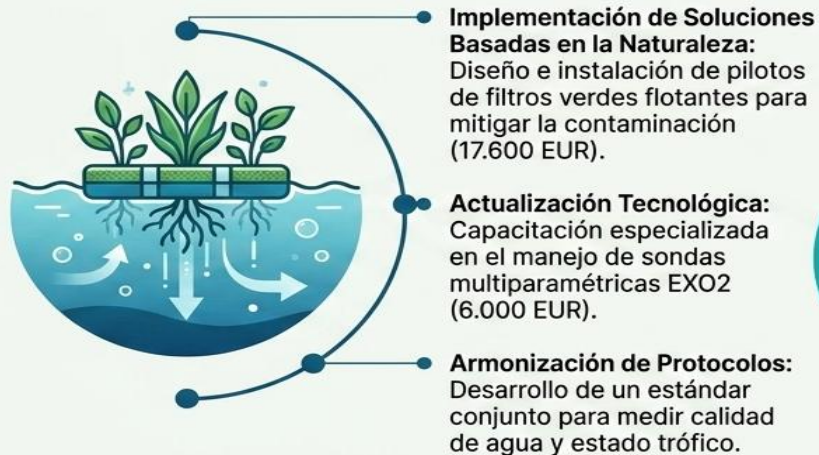 Implementación de Soluciones
Basadas en la Naturaleza:
Diseño e instalación de pilotos
de filtros verdes flotantes para
mitigar la contaminación
(17.600 EUR).
Actualización Tecnológica:
Capacitación especializada
en el manejo de sondas
multiparamétricas EXO2
(6.000 EUR).
Armonización de Protocolos:
Desarrollo de un estándar
conjunto para medir calidad
de agua y estado trófico.